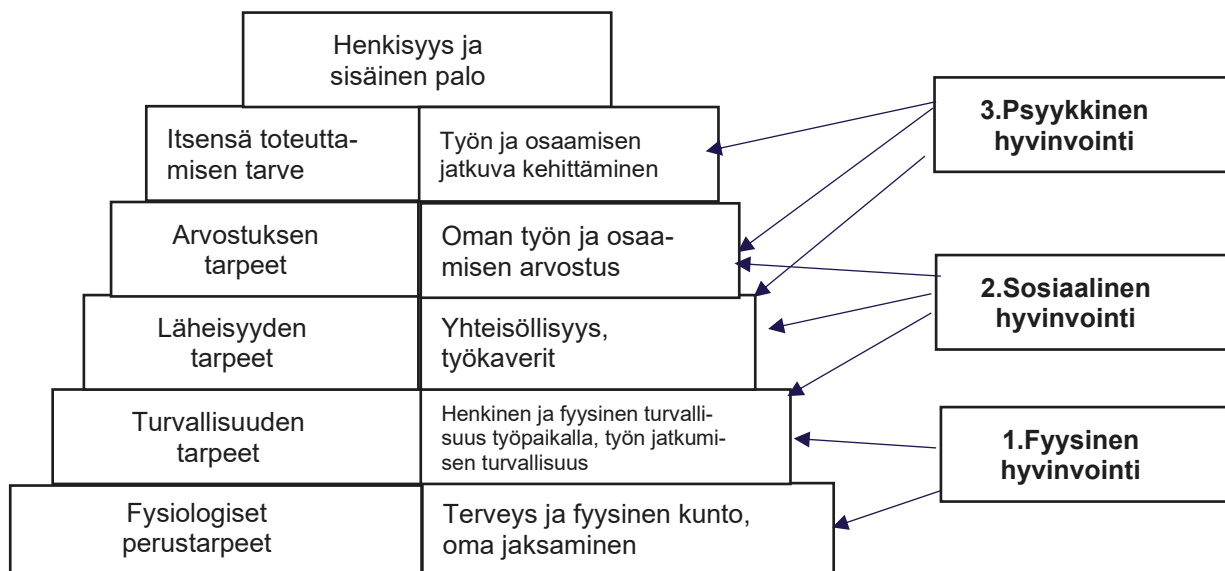 Henkisyys ja
sisäinen palo
Itsensä toteutta-
misen tarve
Työn ja osaamisen
jatkuva kehittäminen
Arvostuksen
tarpeet
Oman työn ja osaa-
misen arvostus
Läheisyyden
tarpeet
Yhteisöllisyys,
työkaverit
Turvallisuuden
tarpeet
Henkinen ja fyysinen turvalli-
suus työpaikalla, työn jatkumi-
sen turvallisuus
Fysiologiset
perustarpeet
Terveys ja fyysinen kunto,
oma jaksaminen
3.Psyykkinen
hyvinvointi
2.Sosiaalinen
hyvinvointi
1.Fyysinen
hyvinvointi